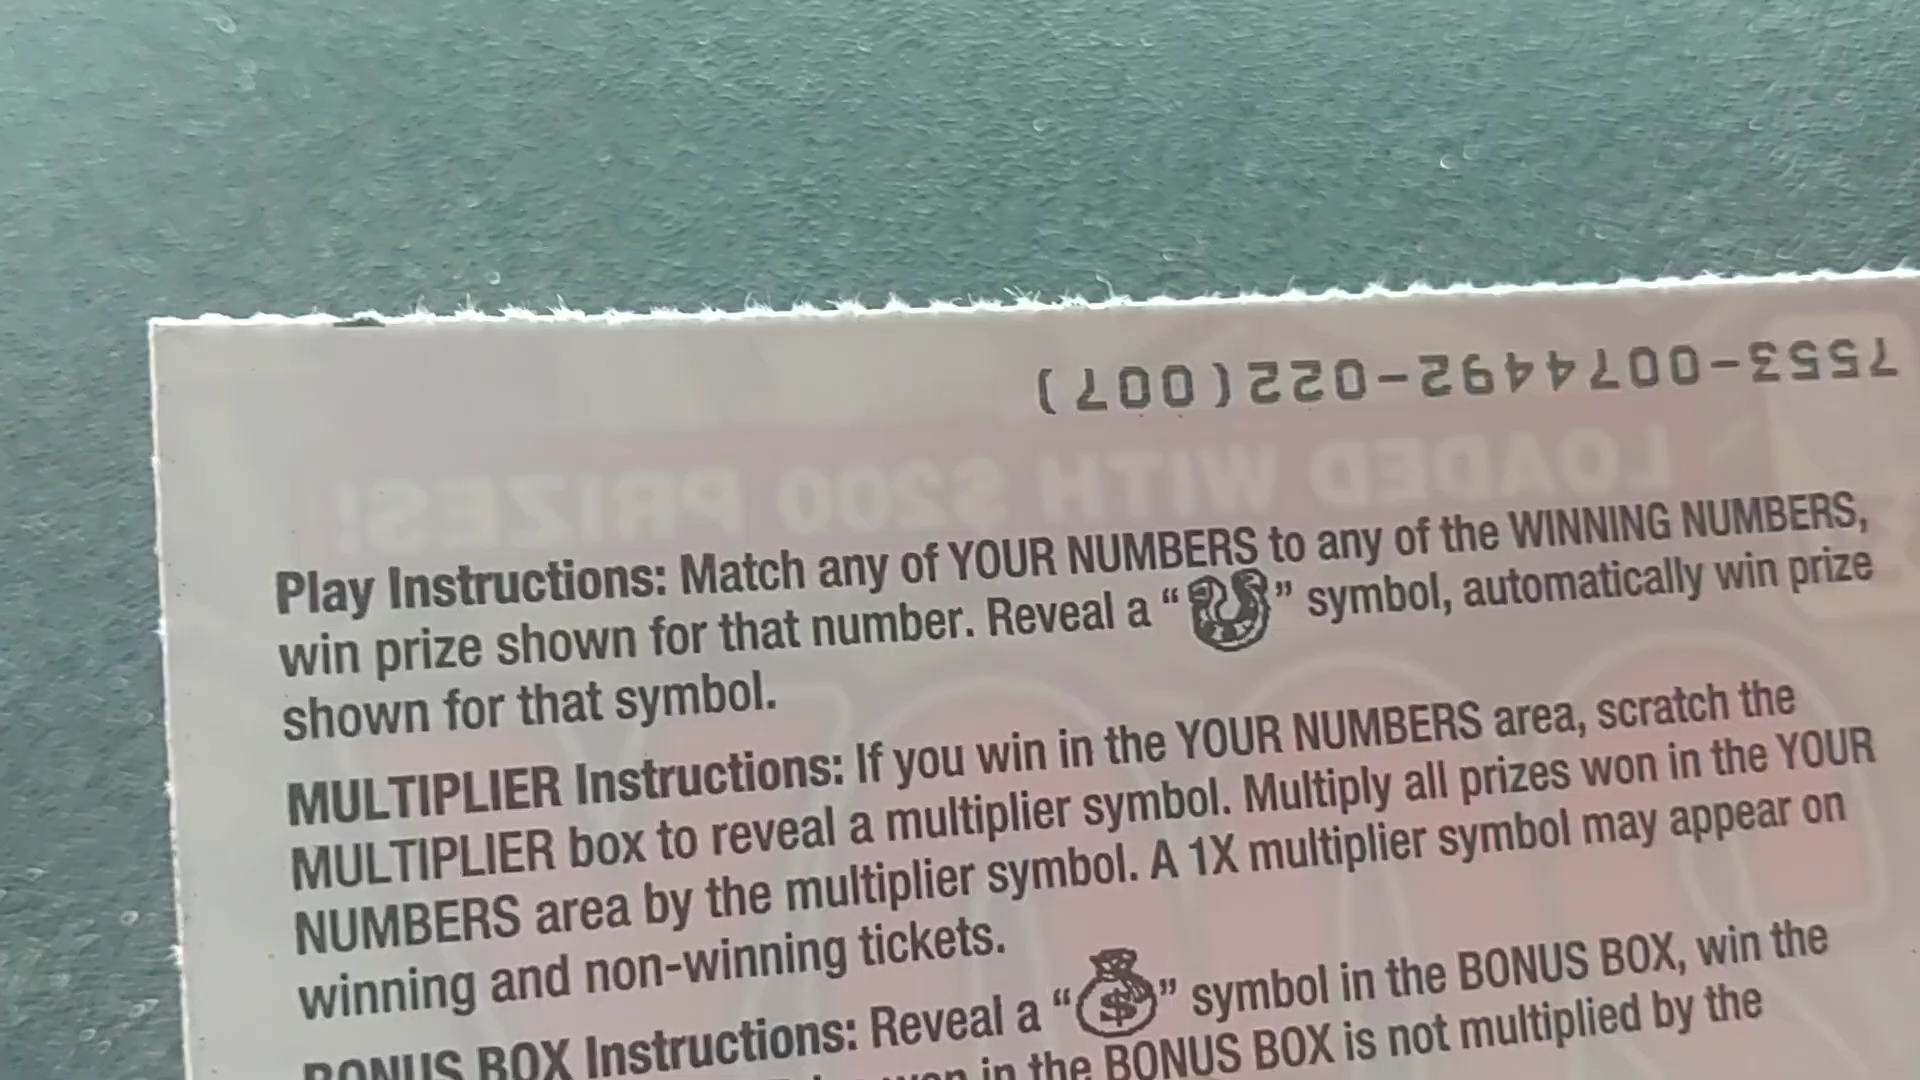 7553-0074492-022(007)
LOADED WITH $200 PRIZES!
Play Instructions: Match any of YOUR NUMBERS to any of the WINNING NUMBERS,
win prize shown for that number. Reveal a “ ” symbol, automatically win prize
shown for that symbol.
MULTIPLIER Instructions: If you win in the YOUR NUMBERS area, scratch the
MULTIPLIER box to reveal a multiplier symbol. Multiply all prizes won in the YOUR
NUMBERS area by the multiplier symbol. A 1X multiplier symbol may appear on
winning and non-winning tickets.
BONUS BOX Instructions: Reveal a “$” symbol in the BONUS BOX, win the
won in the BONUS BOX is not multiplied by the